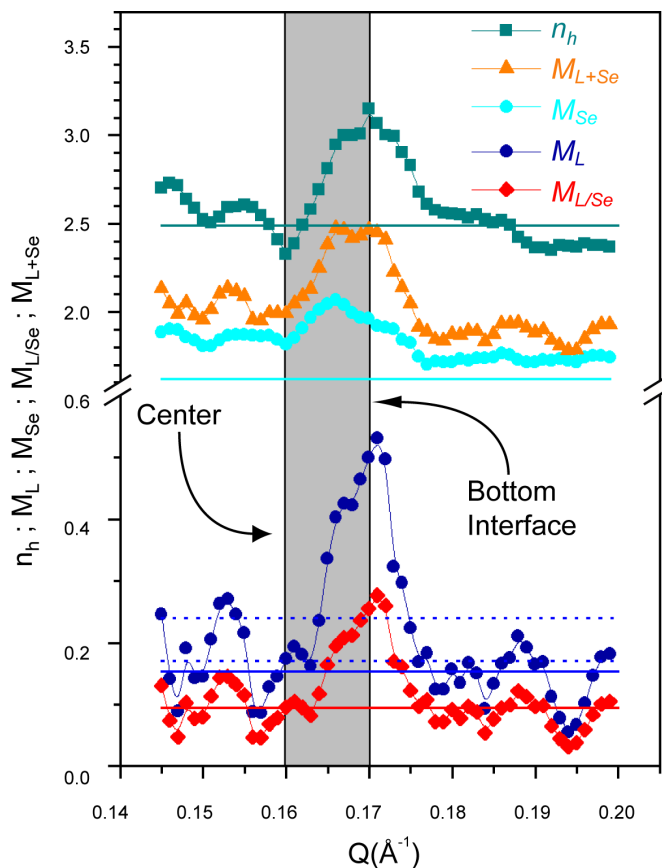 3.5
3.0
2.5
2.0
0.6
0.4
0.2
0.0
n_h ; M_L ; M_Se ; M_L/Se ; M_L+Se
n_h
M_L+Se
M_Se
M_L
M_L/Se
Center
Bottom
Interface
0.14 0.15 0.16 0.17 0.18 0.19 0.20
Q(Å⁻¹)